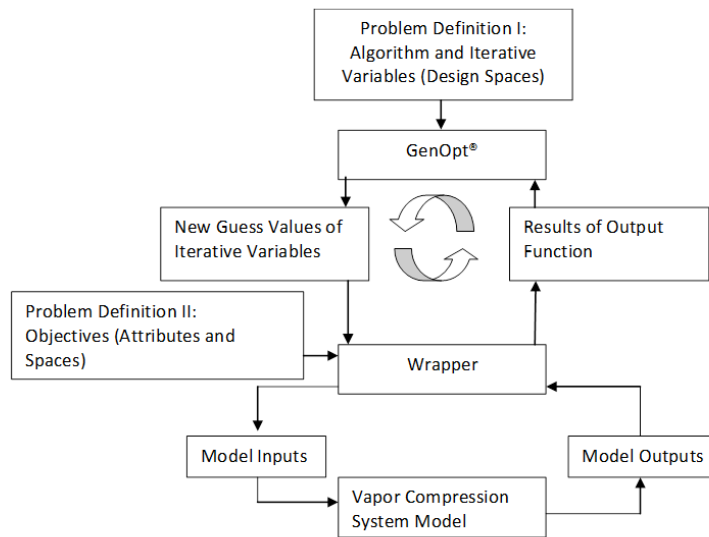 Problem Definition I:
Algorithm and Iterative
Variables (Design Spaces)
GenOpt®
New Guess Values of
Iterative Variables
Results of Output
Function
Problem Definition II:
Objectives (Attributes and
Spaces)
Wrapper
Model Inputs
Model Outputs
Vapor Compression
System Model